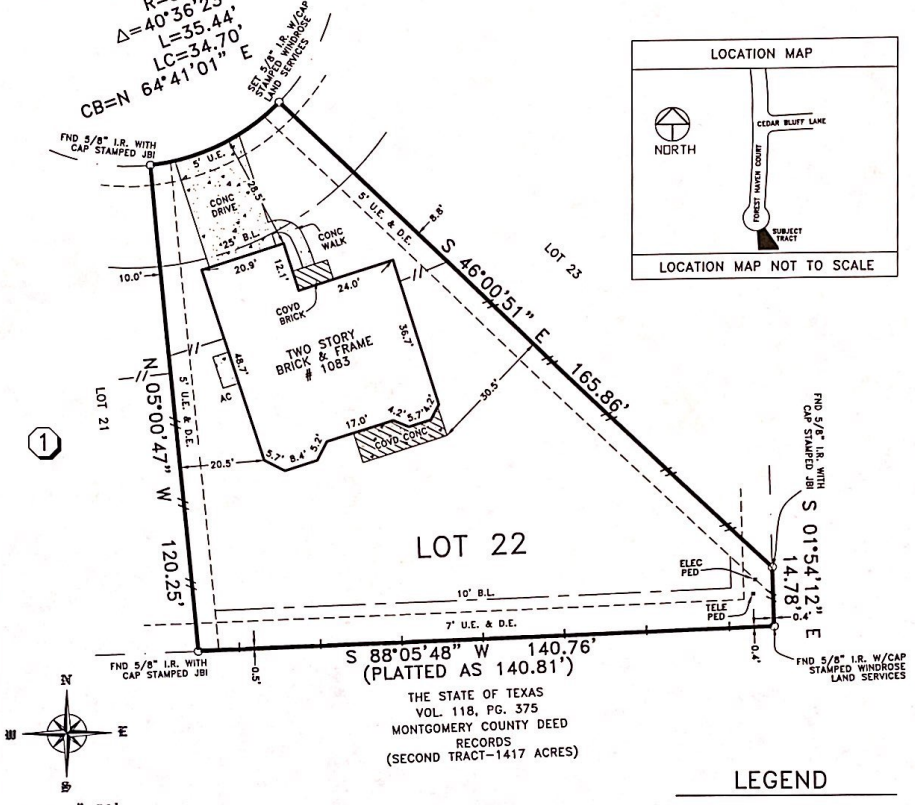 Δ=40°36'23"
L=35.44'
LC=34.70'
CB=N 64°41'01" E
SET 5/8" I.R. W/CAP
STAMPED WINDROSE
LAND SERVICES
FND 5/8" I.R. WITH
CAP STAMPED JBI
LOCATION MAP
NORTH
CEDAR BLUFF LANE
FOREST HAVEN COURT
SUBJECT
TRACT
LOCATION MAP NOT TO SCALE
5' U.E.
CONC
DRIVE
28.5'
25' B.L.
CONC
WALK
5' U.E. & D.E.
8.8'
S 46°00'51" E 165.86'
LOT 23
10.0'
20.9'
12.1'
24.0'
COVD
BRICK
TWO STORY
BRICK & FRAME
# 1083
36.7'
48.7'
AC
30.5'
N 05°00'47" W 120.25'
5' U.E. & D.E.
LOT 21
1
17.0'
4.2'
5.7'
4.2'
COVD CONC
5.7'
8.4'
5.2'
20.5'
FND 5/8" I.R. WITH
CAP STAMPED JBI
S 01°54'12" E
14.78'
LOT 22
ELEC
PED
TELE
PED
10' B.L.
7' U.E. & D.E.
0.4'
0.4'
0.5'
FND 5/8" I.R. WITH
CAP STAMPED JBI
S 88°05'48" W 140.76'
(PLATTED AS 140.81')
FND 5/8" I.R. W/CAP
STAMPED WINDROSE
LAND SERVICES
THE STATE OF TEXAS
VOL. 118, PG. 375
MONTGOMERY COUNTY DEED
RECORDS
(SECOND TRACT-1417 ACRES)
N
W
E
S
LEGEND